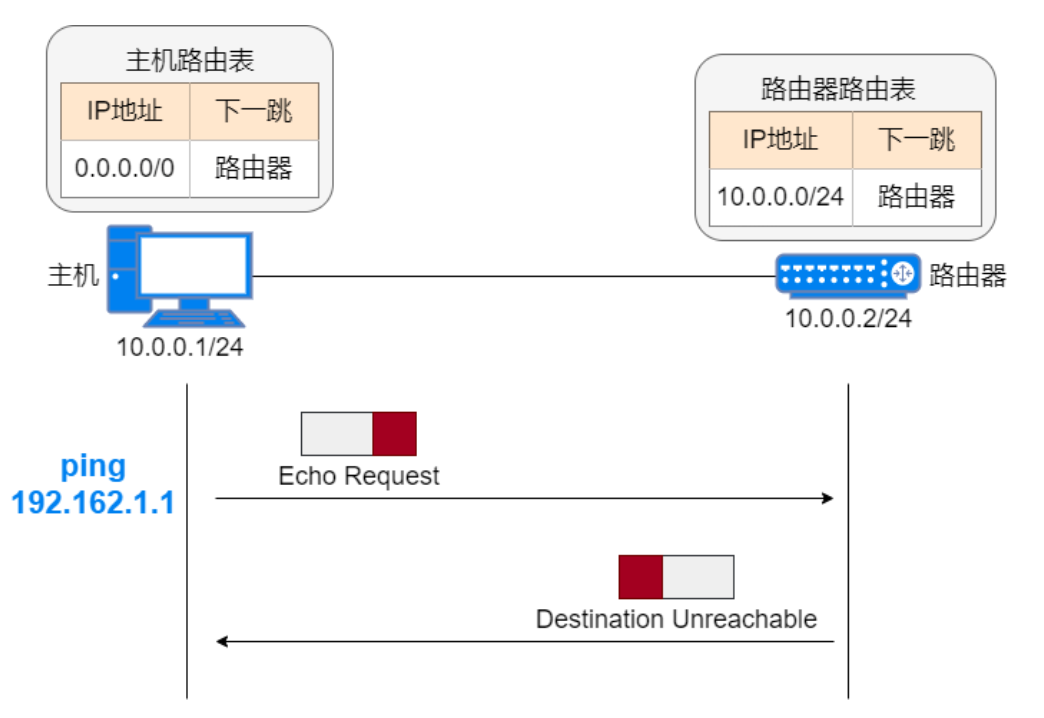 主机路由表
IP地址 下一跳
0.0.0.0/0 路由器
路由器路由表
IP地址 下一跳
10.0.0.0/24 路由器
主机
10.0.0.1/24
路由器
10.0.0.2/24
ping
192.162.1.1
Echo Request
Destination Unreachable